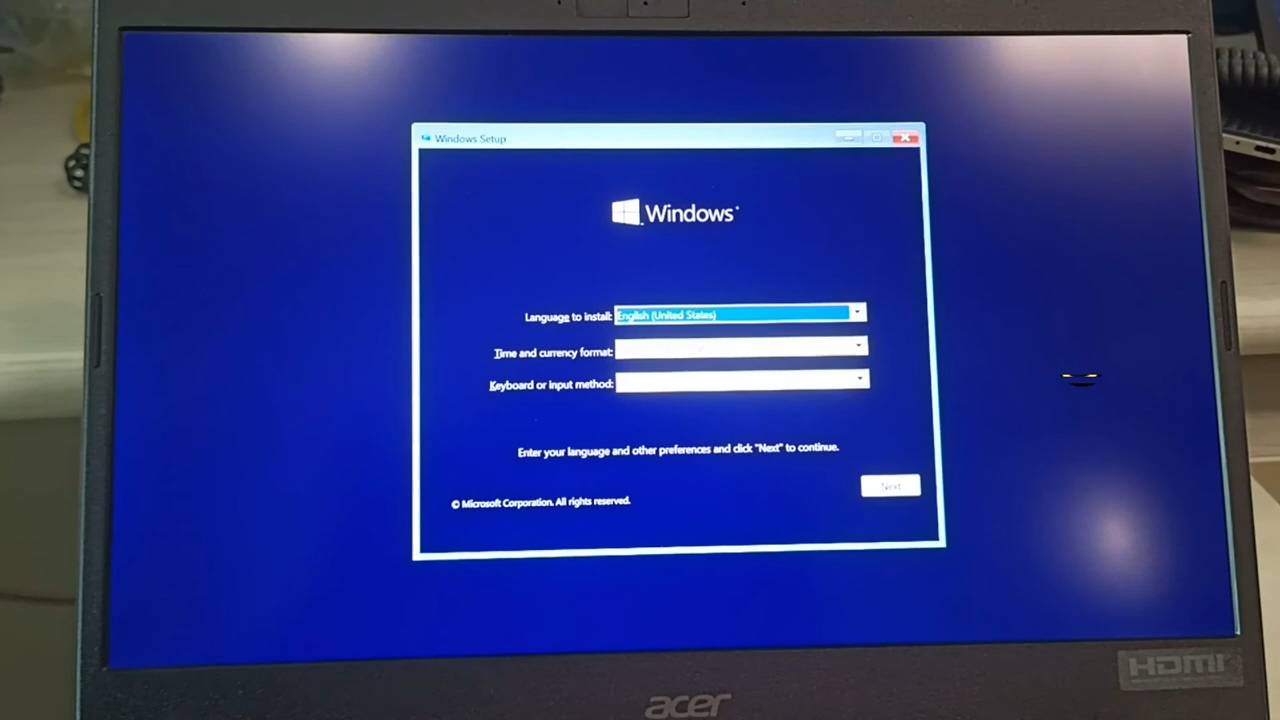 Windows Setup
Windows
Language to install: English (United States)
Time and currency format:
Keyboard or input method:
Enter your language and other preferences and click "Next" to continue.
Next
© Microsoft Corporation. All rights reserved.
HDMI
acer